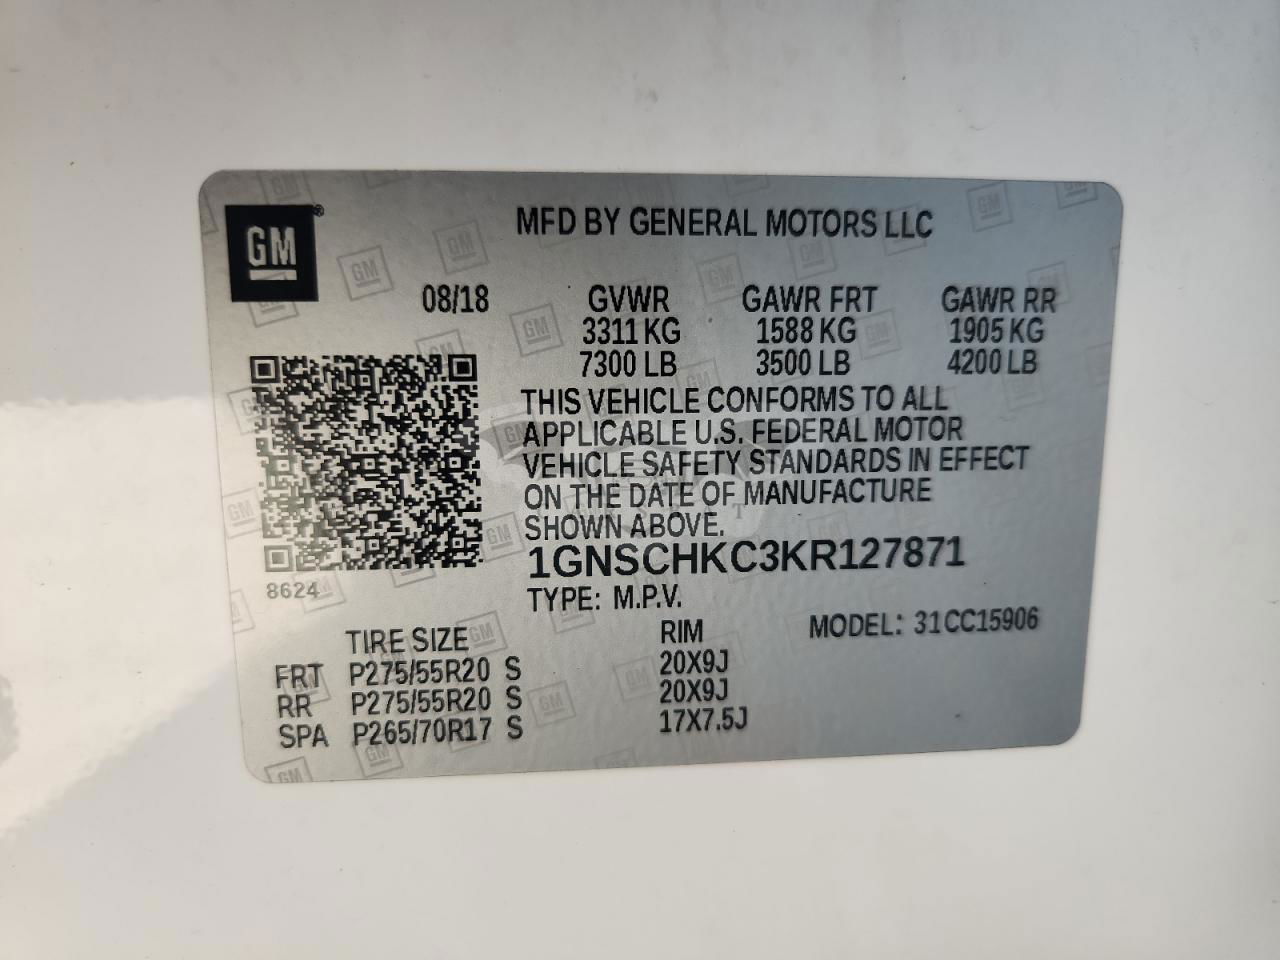 GM®
MFD BY GENERAL MOTORS LLC
08/18 GVWR GAWR FRT GAWR RR
3311 KG 1588 KG 1905 KG
7300 LB 3500 LB 4200 LB
THIS VEHICLE CONFORMS TO ALL
APPLICABLE U.S. FEDERAL MOTOR
VEHICLE SAFETY STANDARDS IN EFFECT
ON THE DATE OF MANUFACTURE
SHOWN ABOVE.
1GNSCHKC3KR127871
8624
TYPE: M.P.V.
TIRE SIZE RIM MODEL: 31CC15906
FRT P275/55R20 S 20X9J
RR P275/55R20 S 20X9J
SPA P265/70R17 S 17X7.5J